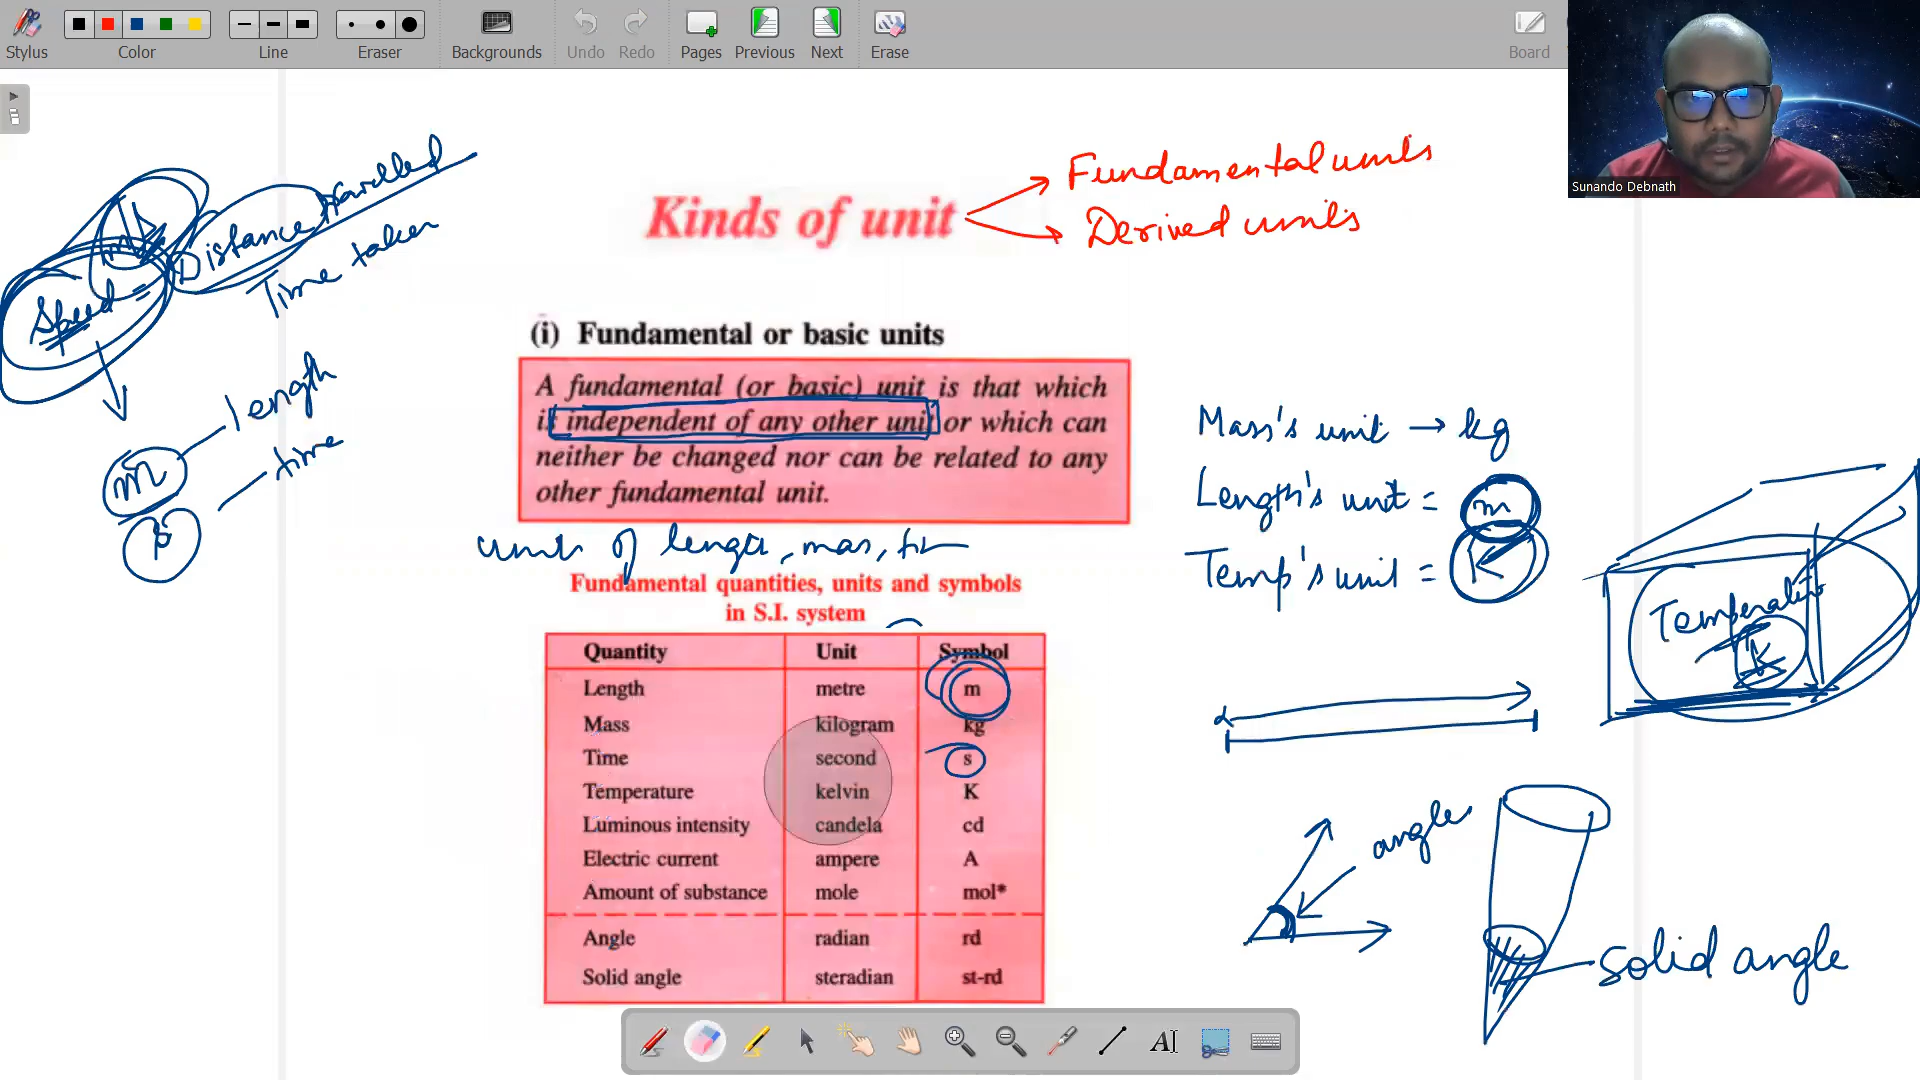 Stylus
Color
Line
Eraser
Backgrounds
Undo
Redo
Pages
Previous
Next
Erase
Board
Sunando Debnath
Kinds of unit
Fundamental units
Derived units
Speed = Distance travelled
Time taken
m
length
s
time
(i) Fundamental or basic units
A fundamental (or basic) unit is that which
is independent of any other unit or which can
neither be changed nor can be related to any
other fundamental unit.
units of length, mass,
Fundamental quantities, units and symbols
in S.I. system
Quantity Unit Symbol
Length metre m
Mass kilogram kg
Time second s
Temperature kelvin K
Luminous intensity candela cd
Electric current ampere A
Amount of substance mole mol*
Angle radian rd
Solid angle steradian st-rd
Mass's unit → kg
Length's unit = m
Temp's unit = K
Temperature
K
angle
solid angle
AI